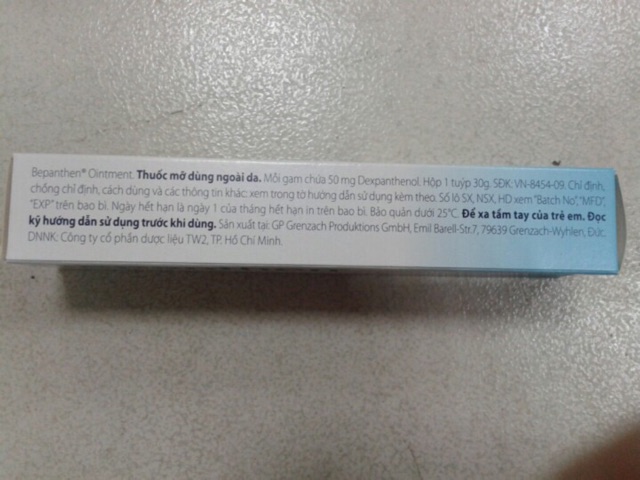 Bepanthen® Ointment. Thuốc mỡ dùng ngoài da. Mỗi gam chứa 50 mg Dexpanthenol. Hộp 1 tuýp 30g. SĐK: VN-8454-09. Chỉ định,
chống chỉ định, cách dùng và các thông tin khác: xem trong tờ hướng dẫn sử dụng kèm theo. Số lô SX, NSX, HD xem "Batch No", "MFD",
"EXP" trên bao bì. Ngày hết hạn là ngày 1 của tháng hết hạn in trên bao bì. Bảo quản dưới 25°C. Để xa tầm tay của trẻ em. Đọc
kỹ hướng dẫn sử dụng trước khi dùng. Sản xuất tại: GP Grenzach Produktions GmbH, Emil Barell-Str.7, 79639 Grenzach-Wyhlen, Đức.
DNNK: Công ty cổ phần dược liệu TW2, TP. Hồ Chí Minh.